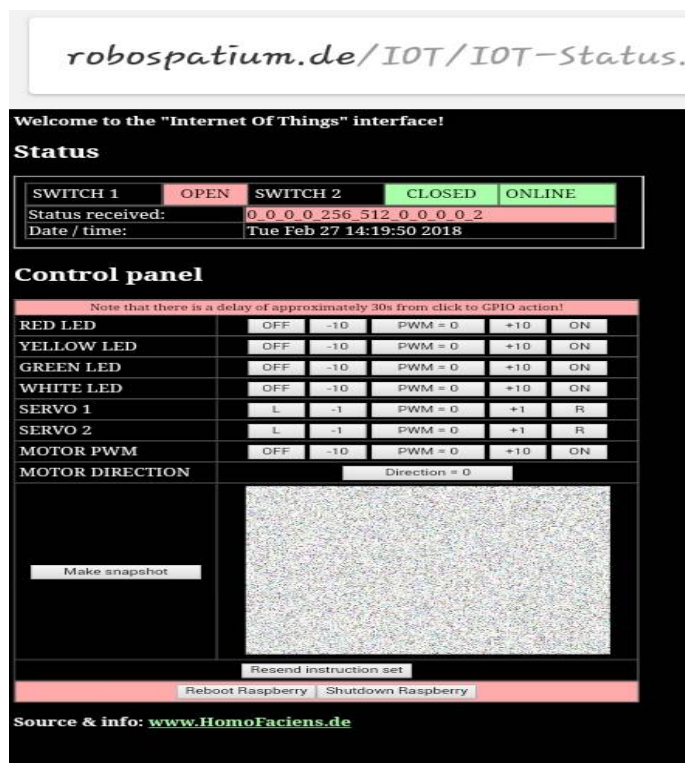 robospatium.de/IOT/IOT-Status.
Welcome to the "Internet Of Things" interface!
Status
SWITCH 1 OPEN SWITCH 2 CLOSED ONLINE
Status received: 0_0_0_0_256_512_0_0_0_0_2
Date / time: Tue Feb 27 14:19:50 2018
Control panel
Note that there is a delay of approximately 30s from click to GPIO action!
RED LED OFF -10 PWM = 0 +10 ON
YELLOW LED OFF -10 PWM = 0 +10 ON
GREEN LED OFF -10 PWM = 0 +10 ON
WHITE LED OFF -10 PWM = 0 +10 ON
SERVO 1 L -1 PWM = 0 +1 R
SERVO 2 L -1 PWM = 0 +1 R
MOTOR PWM OFF -10 PWM = 0 +10 ON
MOTOR DIRECTION Direction = 0
Make snapshot
Resend instruction set
Reboot Raspberry Shutdown Raspberry
Source & info: www.HomoFaciens.de